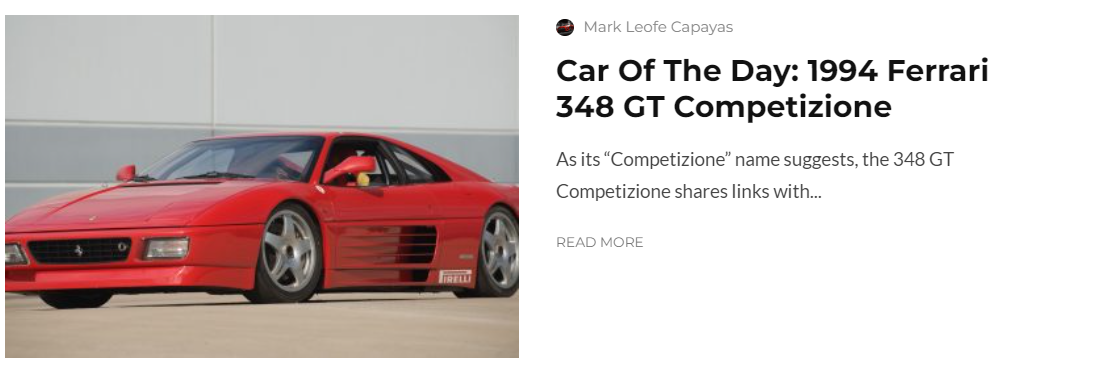 Mark Leofe Capayas
Car Of The Day: 1994 Ferrari
348 GT Competizione
As its “Competizione” name suggests, the 348 GT
Competizione shares links with...
READ MORE
PIRELLI